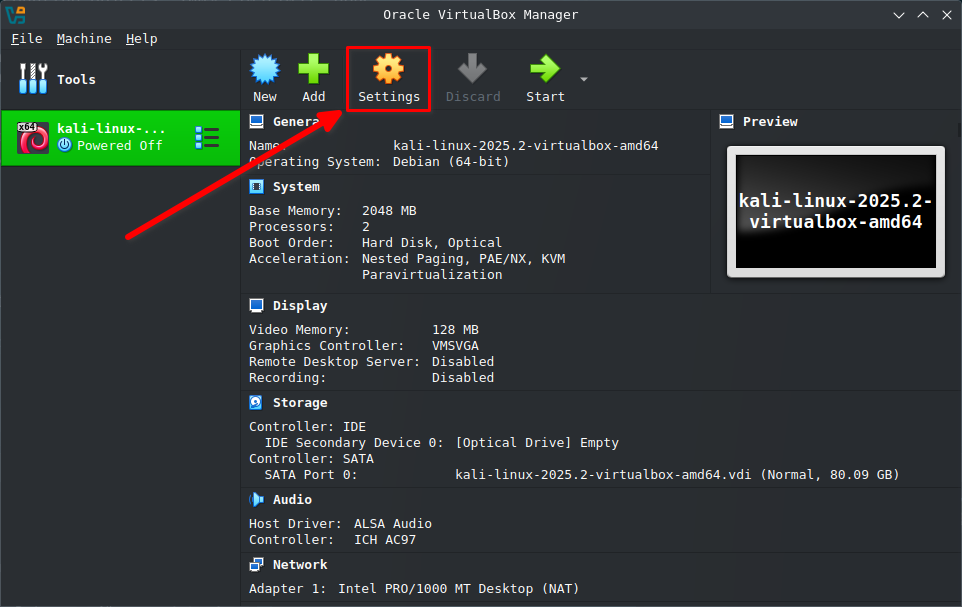 Oracle VirtualBox Manager
File Machine Help
Tools
New Add Settings Discard Start
x64
kali-linux-...
Powered Off
General
Name: kali-linux-2025.2-virtualbox-amd64
Operating System: Debian (64-bit)
System
Base Memory: 2048 MB
Processors: 2
Boot Order: Hard Disk, Optical
Acceleration: Nested Paging, PAE/NX, KVM
Paravirtualization
Preview
kali-linux-2025.2-
virtualbox-amd64
Display
Video Memory: 128 MB
Graphics Controller: VMSVGA
Remote Desktop Server: Disabled
Recording: Disabled
Storage
Controller: IDE
IDE Secondary Device 0: [Optical Drive] Empty
Controller: SATA
SATA Port 0: kali-linux-2025.2-virtualbox-amd64.vdi (Normal, 80.09 GB)
Audio
Host Driver: ALSA Audio
Controller: ICH AC97
Network
Adapter 1: Intel PRO/1000 MT Desktop (NAT)